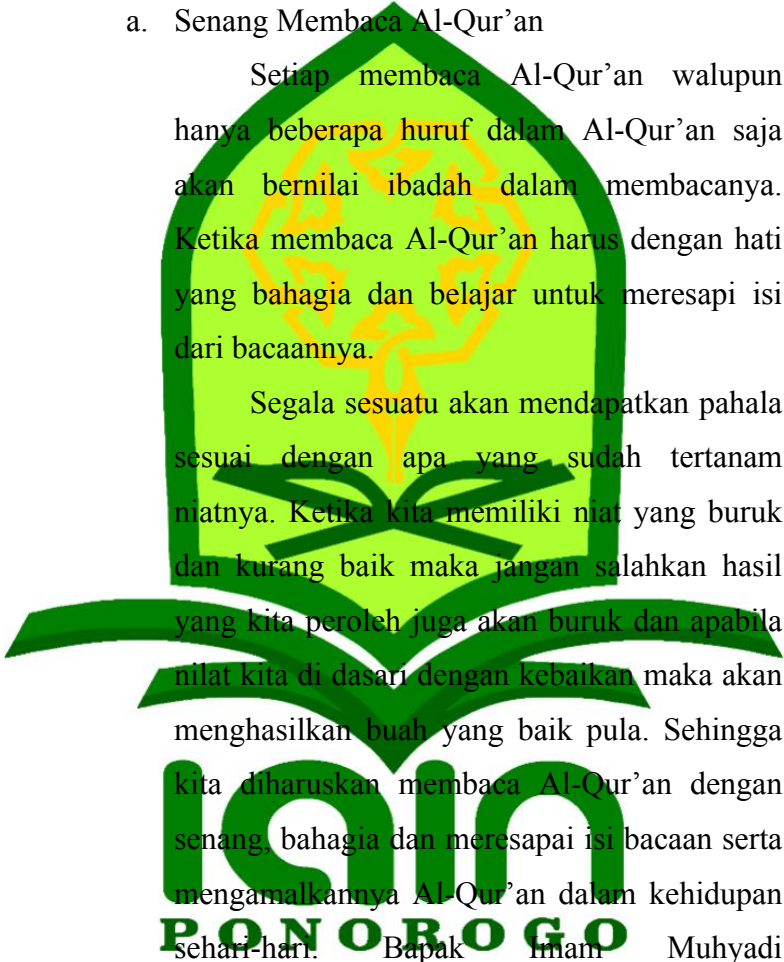 a. Senang Membaca Al-Qur’an
Setiap membaca Al-Qur’an walupun
hanya beberapa huruf dalam Al-Qur’an saja
akan bernilai ibadah dalam membacanya.
Ketika membaca Al-Qur’an harus dengan hati
yang bahagia dan belajar untuk meresapi isi
dari bacaannya.
Segala sesuatu akan mendapatkan pahala
sesuai dengan apa yang sudah tertanam
niatnya. Ketika kita memiliki niat yang buruk
dan kurang baik maka jangan salahkan hasil
yang kita peroleh juga akan buruk dan apabila
nilat kita di dasari dengan kebaikan maka akan
menghasilkan buah yang baik pula. Sehingga
kita diharuskan membaca Al-Qur’an dengan
senang, bahagia dan meresapai isi bacaan serta
mengamalkannya Al-Qur’an dalam kehidupan
sehari-hari. Bapak Imam Muhyadi
iain
PONOROGO